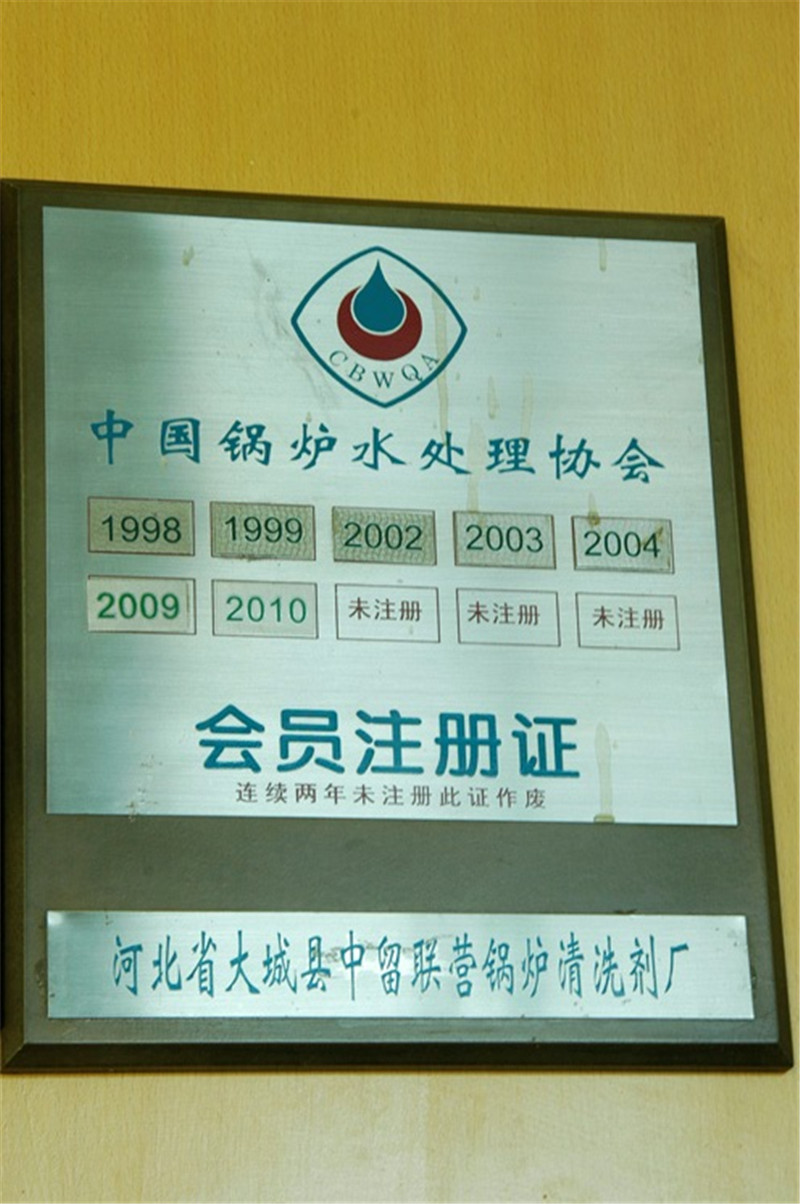 CBWQA
中国锅炉水处理协会
1998 1999 2002 2003 2004
2009 2010 未注册 未注册 未注册
会员注册证
连续两年未注册此证作废
河北省大城县中留联营锅炉清洗剂厂